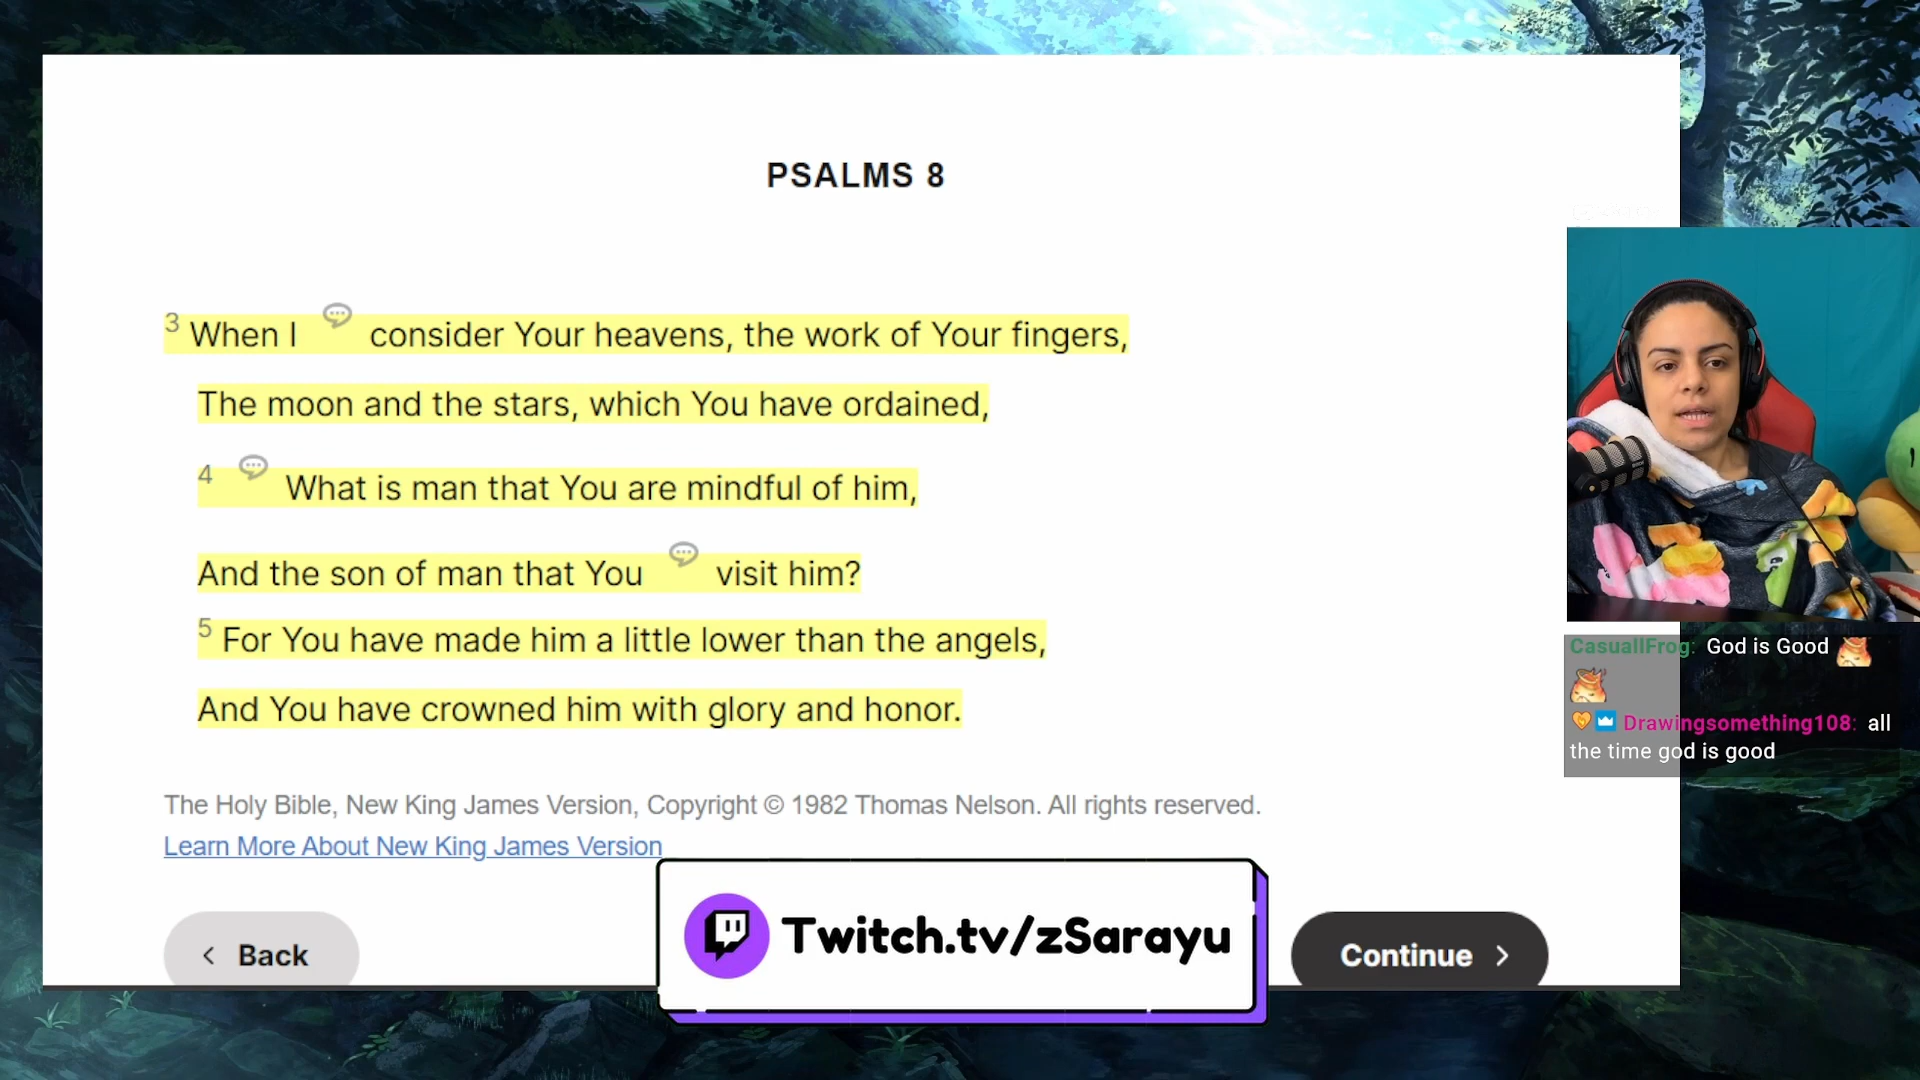 PSALMS 8
3 When I consider Your heavens, the work of Your fingers,
The moon and the stars, which You have ordained,
4 What is man that You are mindful of him,
And the son of man that You visit him?
5 For You have made him a little lower than the angels,
And You have crowned him with glory and honor.
The Holy Bible, New King James Version, Copyright © 1982 Thomas Nelson. All rights reserved.
Learn More About New King James Version
Back
Twitch.tv/zSarayu
Continue
CasuallFrog: God is Good
Drawingsomething108: all
the time god is good